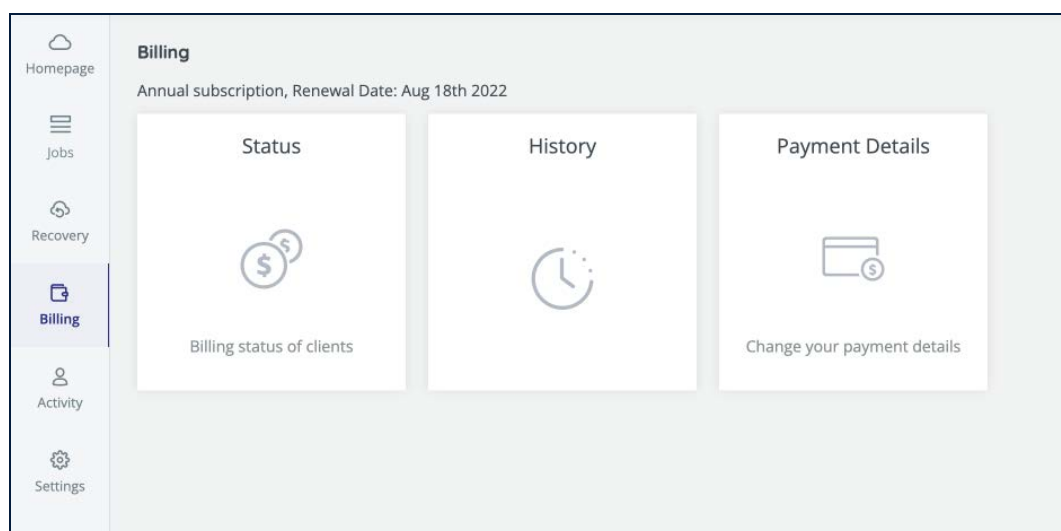 Homepage
Jobs
Recovery
Billing
Activity
Settings
Billing
Annual subscription, Renewal Date: Aug 18th 2022
Status
$ $
Billing status of clients
History
Payment Details
$
Change your payment details